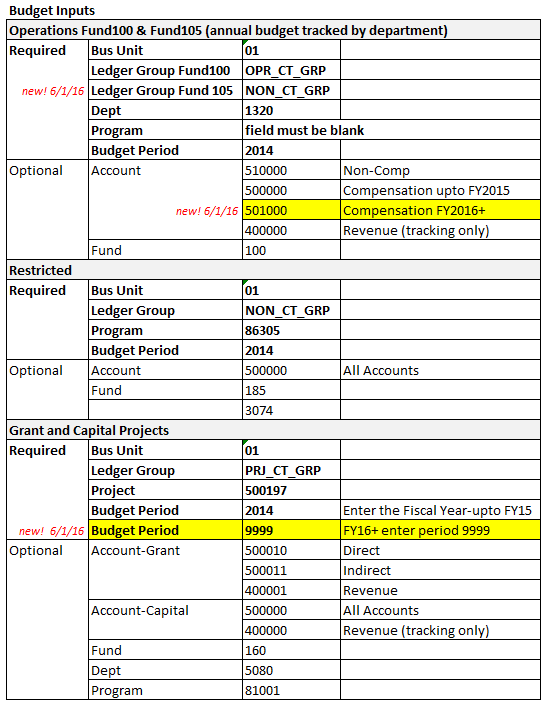 Budget Inputs
Operations Fund100 & Fund105 (annual budget tracked by department)
Required Bus Unit 01
Ledger Group Fund100 OPR_CT_GRP
new! 6/1/16 Ledger Group Fund 105 NON_CT_GRP
Dept 1320
Program field must be blank
Budget Period 2014
Optional Account 510000 Non-Comp
500000 Compensation upto FY2015
new! 6/1/16 501000 Compensation FY2016+
400000 Revenue (tracking only)
Fund 100
Restricted
Required Bus Unit 01
Ledger Group NON_CT_GRP
Program 86305
Budget Period 2014
Optional Account 500000 All Accounts
Fund 185
3074
Grant and Capital Projects
Required Bus Unit 01
Ledger Group PRJ_CT_GRP
Project 500197
Budget Period 2014 Enter the Fiscal Year-upto FY15
new! 6/1/16 Budget Period 9999 FY16+ enter period 9999
Optional Account-Grant 500010 Direct
500011 Indirect
400001 Revenue
Account-Capital 500000 All Accounts
400000 Revenue (tracking only)
Fund 160
Dept 5080
Program 81001